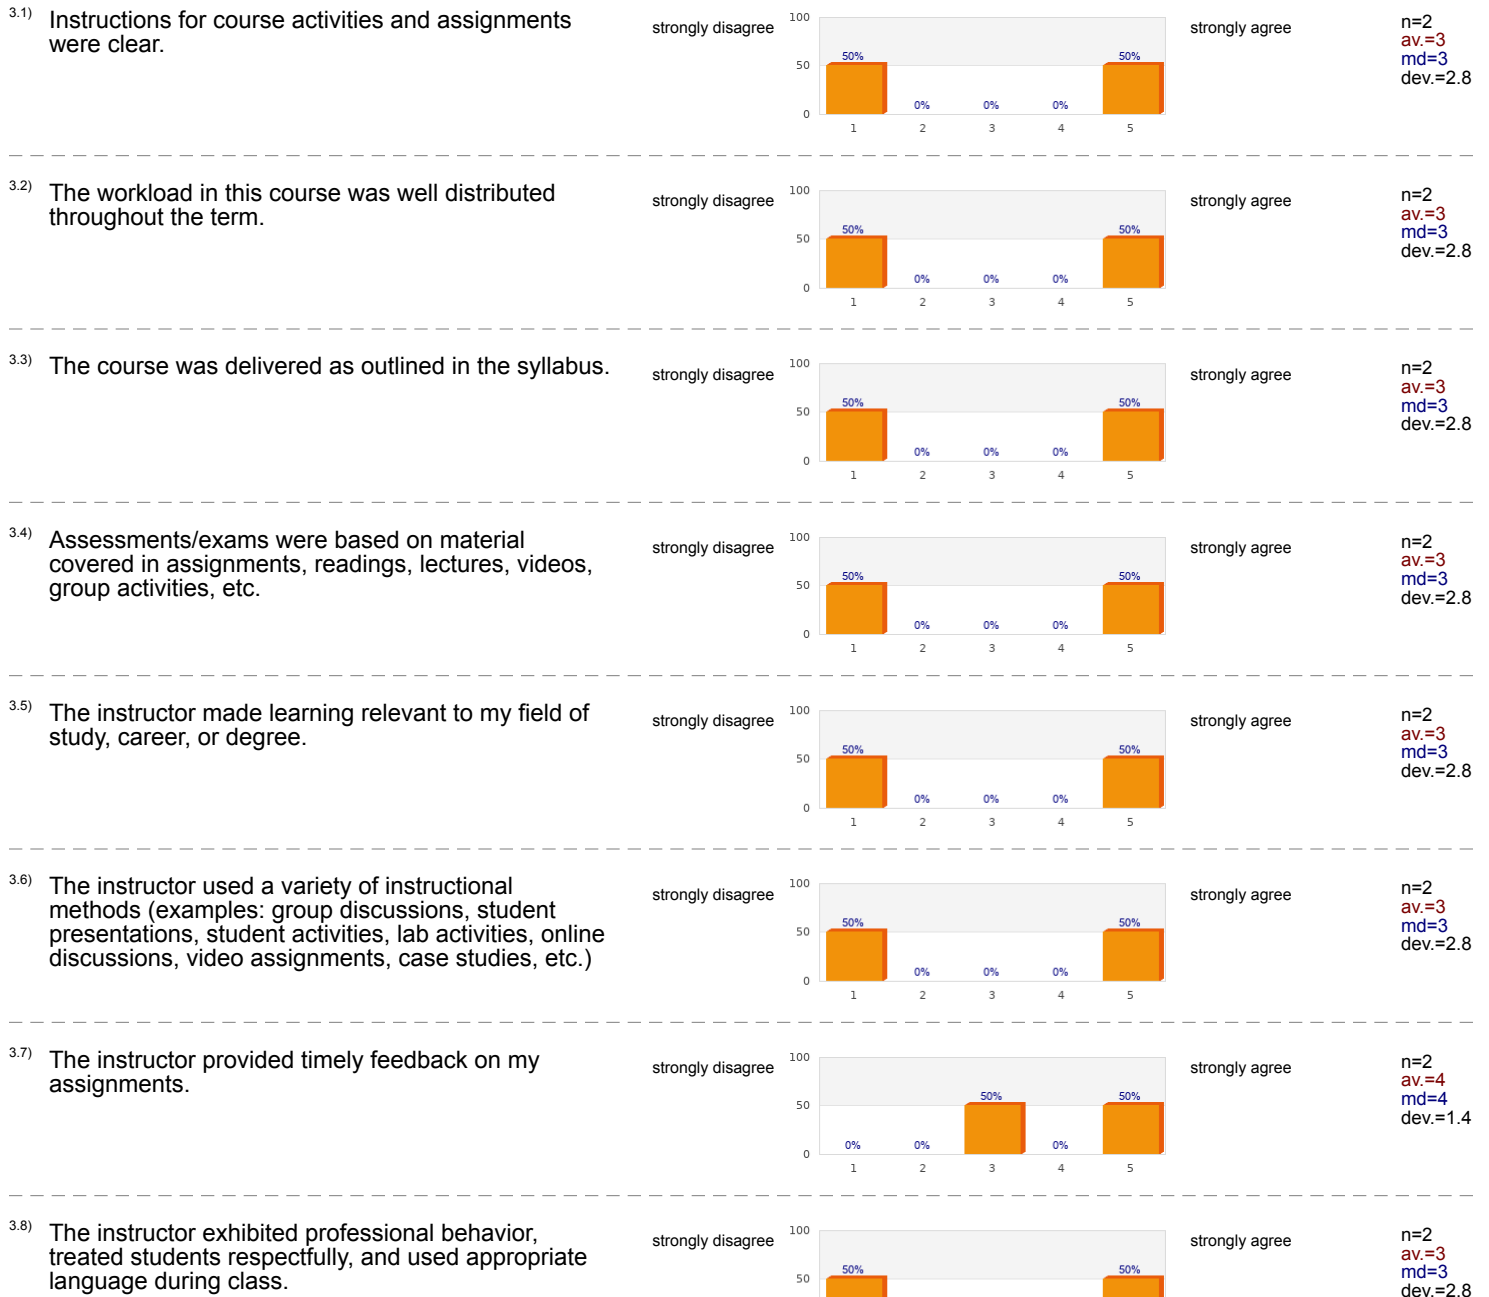 3.1) Instructions for course activities and assignments
were clear.
strongly disagree
100
50
0
50%
0%
0%
0%
50%
1 2 3 4 5
strongly agree
n=2
av.=3
md=3
dev.=2.8
3.2) The workload in this course was well distributed
throughout the term.
strongly disagree
100
50
0
50%
0%
0%
0%
50%
1 2 3 4 5
strongly agree
n=2
av.=3
md=3
dev.=2.8
3.3) The course was delivered as outlined in the syllabus.
strongly disagree
100
50
0
50%
0%
0%
0%
50%
1 2 3 4 5
strongly agree
n=2
av.=3
md=3
dev.=2.8
3.4) Assessments/exams were based on material
covered in assignments, readings, lectures, videos,
group activities, etc.
strongly disagree
100
50
0
50%
0%
0%
0%
50%
1 2 3 4 5
strongly agree
n=2
av.=3
md=3
dev.=2.8
3.5) The instructor made learning relevant to my field of
study, career, or degree.
strongly disagree
100
50
0
50%
0%
0%
0%
50%
1 2 3 4 5
strongly agree
n=2
av.=3
md=3
dev.=2.8
3.6) The instructor used a variety of instructional
methods (examples: group discussions, student
presentations, student activities, lab activities, online
discussions, video assignments, case studies, etc.)
strongly disagree
100
50
0
50%
0%
0%
0%
50%
1 2 3 4 5
strongly agree
n=2
av.=3
md=3
dev.=2.8
3.7) The instructor provided timely feedback on my
assignments.
strongly disagree
100
50
0
0%
0%
50%
0%
50%
1 2 3 4 5
strongly agree
n=2
av.=4
md=4
dev.=1.4
3.8) The instructor exhibited professional behavior,
treated students respectfully, and used appropriate
language during class.
strongly disagree
100
50
50%
50%
strongly agree
n=2
av.=3
md=3
dev.=2.8